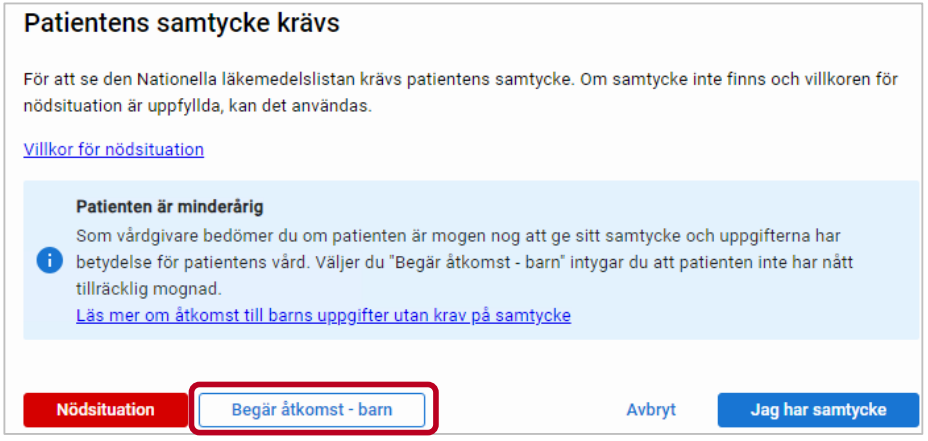 Patientens samtycke krävs
För att se den Nationella läkemedelslistan krävs patientens samtycke. Om samtycke inte finns och villkoren för
nödsituation är uppfyllda, kan det användas.
Villkor för nödsituation
Patienten är minderårig
Som vårdgivare bedömer du om patienten är mogen nog att ge sitt samtycke och uppgifterna har
betydelse för patientens vård. Väljer du "Begär åtkomst - barn" intygar du att patienten inte har nått
tillräcklig mognad.
Läs mer om åtkomst till barns uppgifter utan krav på samtycke
Nödsituation Begär åtkomst - barn Avbryt Jag har samtycke